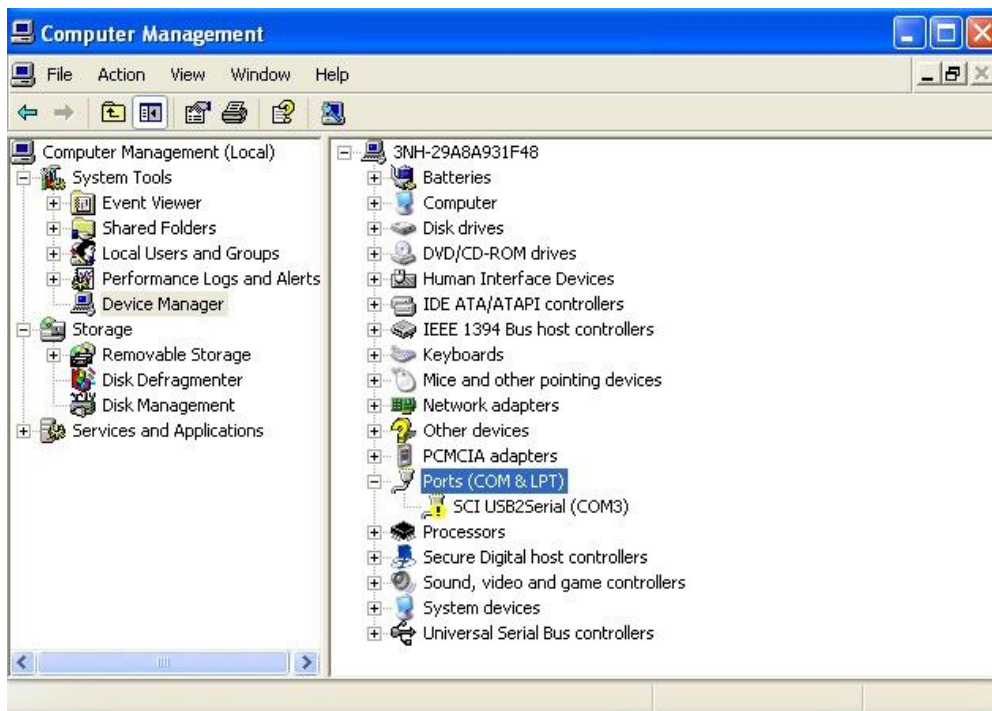 Computer Management
File Action View Window Help
Computer Management (Local)
System Tools
Event Viewer
Shared Folders
Local Users and Groups
Performance Logs and Alerts
Device Manager
Storage
Removable Storage
Disk Defragmenter
Disk Management
Services and Applications
3NH-29A8A931F48
Batteries
Computer
Disk drives
DVD/CD-ROM drives
Human Interface Devices
IDE ATA/ATAPI controllers
IEEE 1394 Bus host controllers
Keyboards
Mice and other pointing devices
Network adapters
Other devices
PCMCIA adapters
Ports (COM & LPT)
SCI USB2Serial (COM3)
Processors
Secure Digital host controllers
Sound, video and game controllers
System devices
Universal Serial Bus controllers